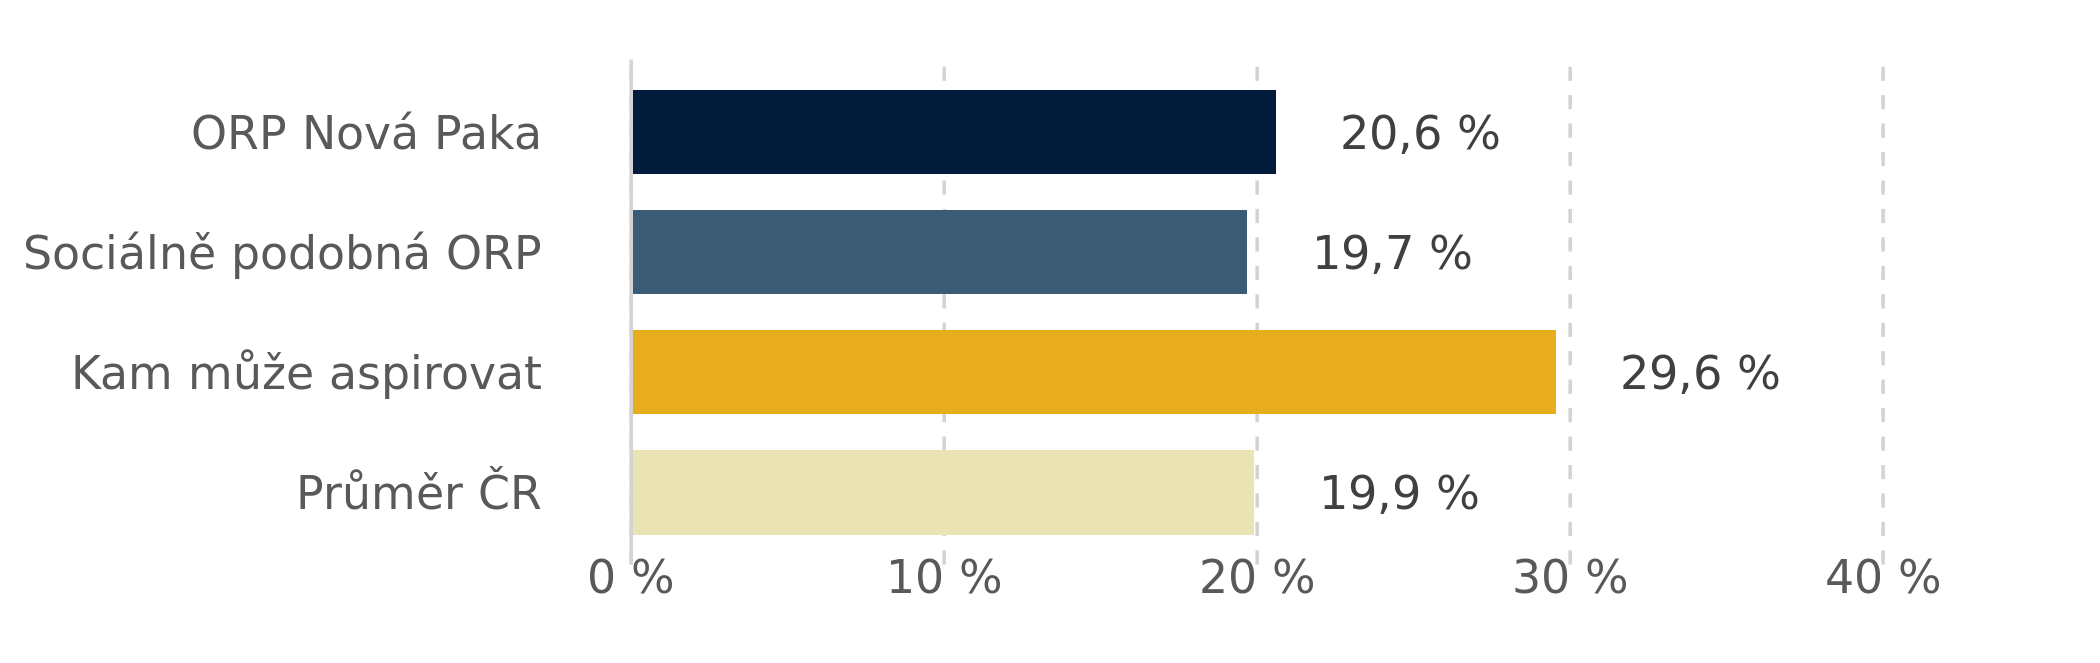 ORP Nová Paka 20,6 %
Sociálně podobná ORP 19,7 %
Kam může aspirovat 29,6 %
Průměr ČR 19,9 %
0 % 10 % 20 % 30 % 40 %